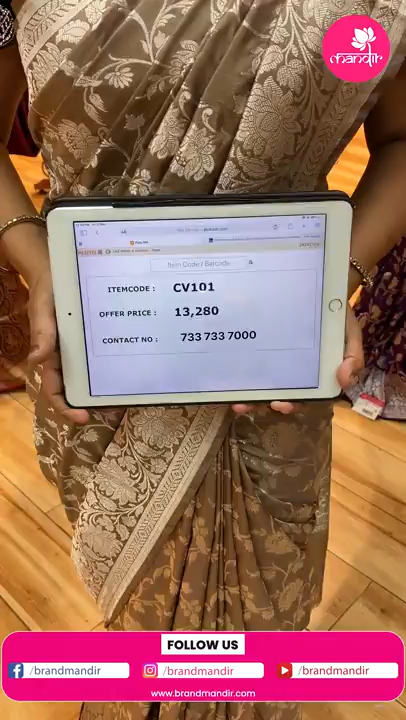 mandir
Item Code / Barcode
ITEMCODE : CV101
OFFER PRICE : 13,280
CONTACT NO : 733 733 7000
FOLLOW US
/brandmandir /brandmandir /brandmandir
www.brandmandir.com